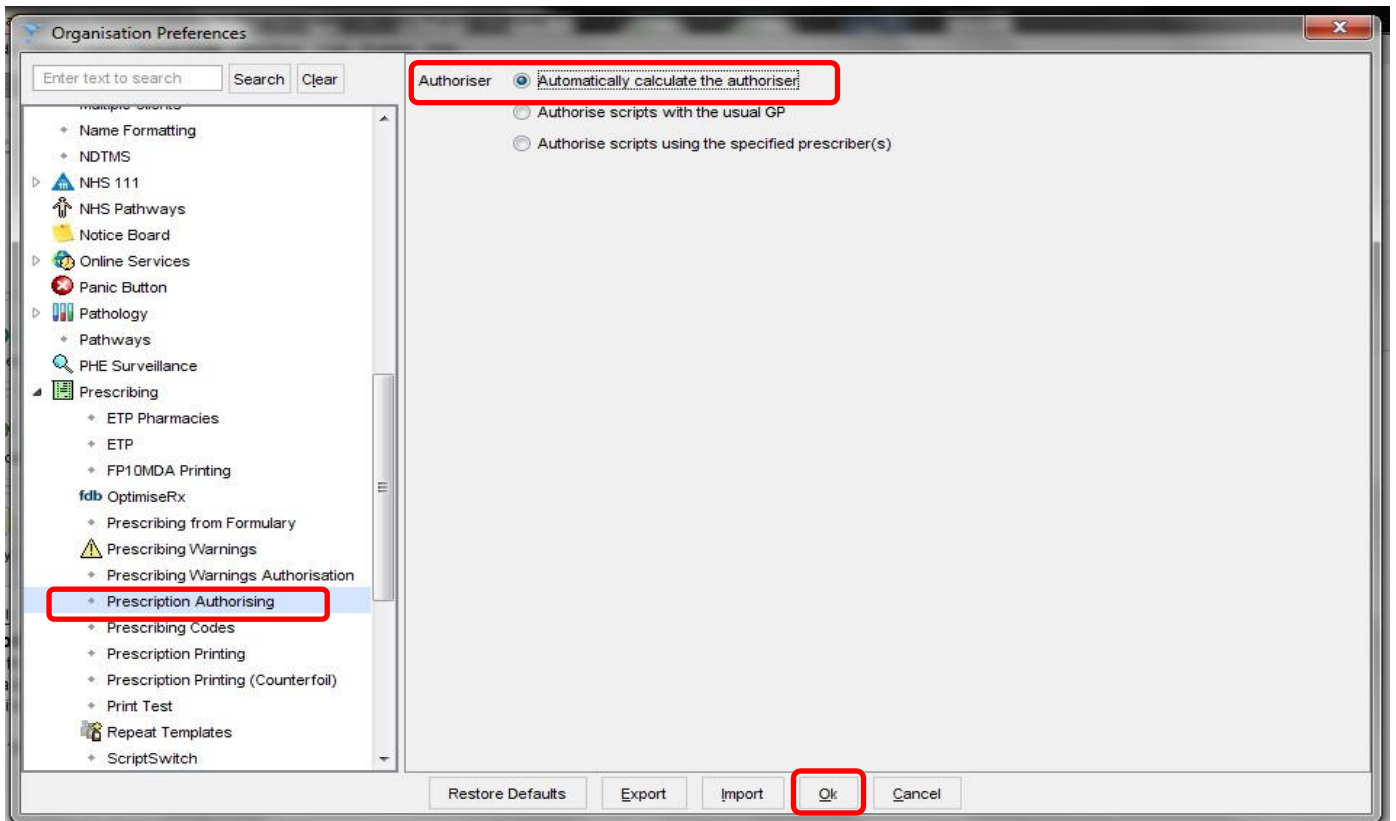 Organisation Preferences
Enter text to search
Search
Clear
Multiple Clients
Name Formatting
NDTMS
NHS 111
NHS Pathways
Notice Board
Online Services
Panic Button
Pathology
Pathways
PHE Surveillance
Prescribing
ETP Pharmacies
ETP
FP10MDA Printing
fdb OptimiseRx
Prescribing from Formulary
Prescribing Warnings
Prescribing Warnings Authorisation
Prescription Authorising
Prescribing Codes
Prescription Printing
Prescription Printing (Counterfoil)
Print Test
Repeat Templates
ScriptSwitch
Authoriser Automatically calculate the authoriser
Authorise scripts with the usual GP
Authorise scripts using the specified prescriber(s)
Restore Defaults Export Import Ok Cancel